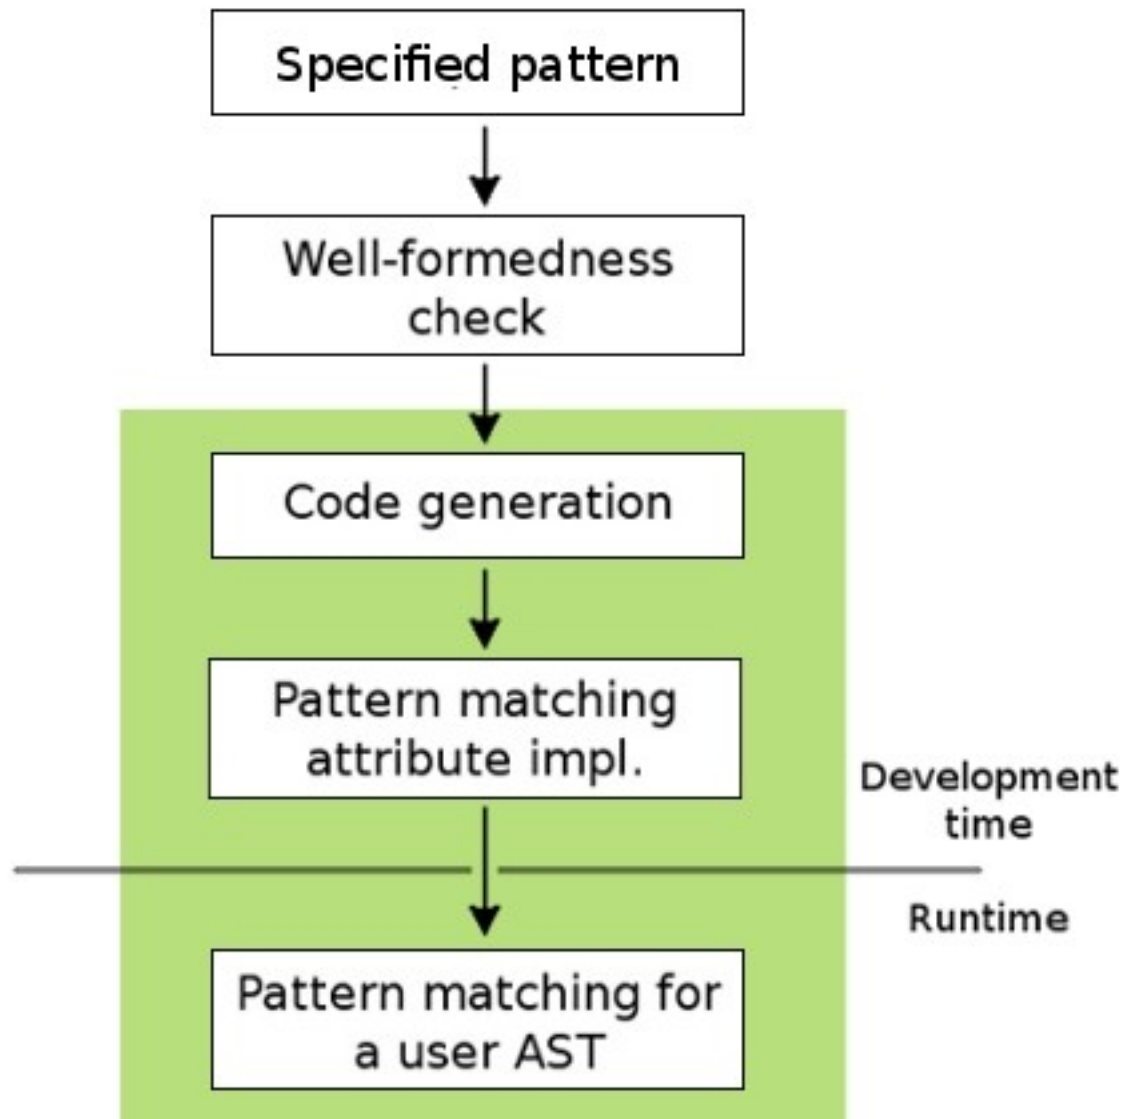 Specified pattern
Well-formedness
check
Code generation
Pattern matching
attribute impl.
Development
time
Runtime
Pattern matching for
a user AST